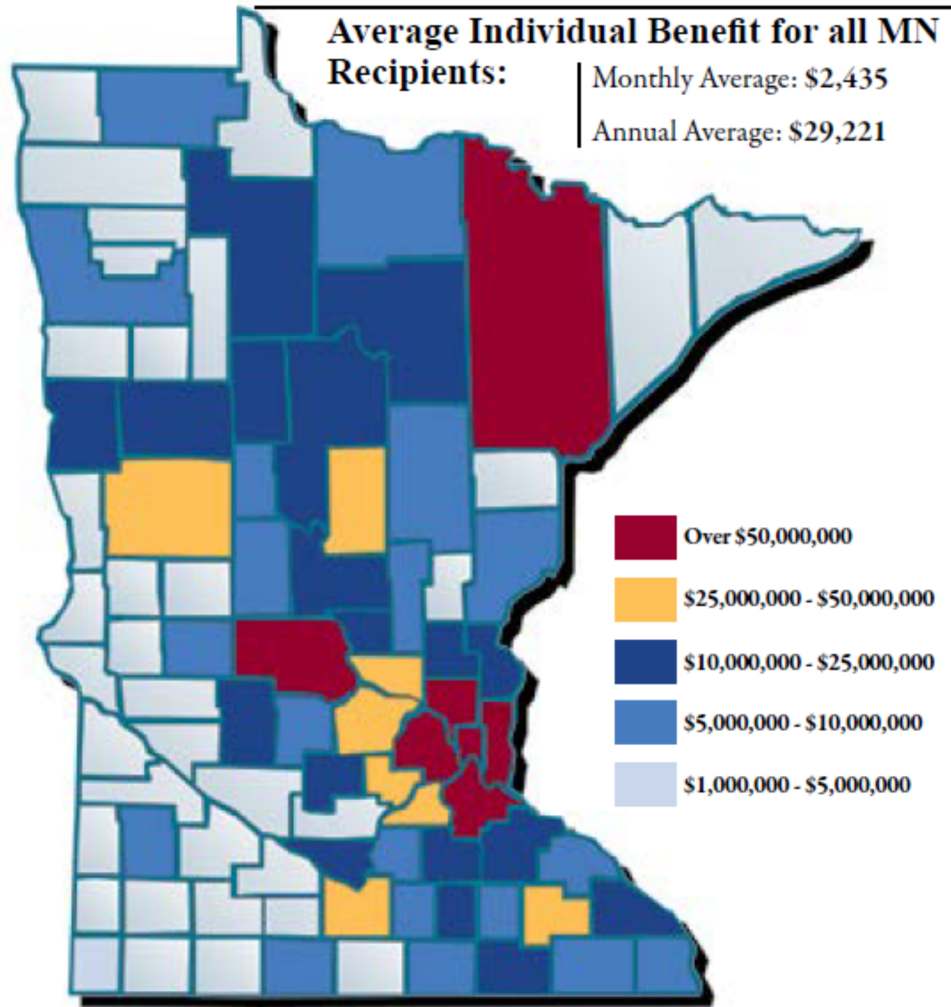 Average Individual Benefit for all MN
Recipients:
Monthly Average: $2,435
Annual Average: $29,221
Over $50,000,000
$25,000,000 - $50,000,000
$10,000,000 - $25,000,000
$5,000,000 - $10,000,000
$1,000,000 - $5,000,000